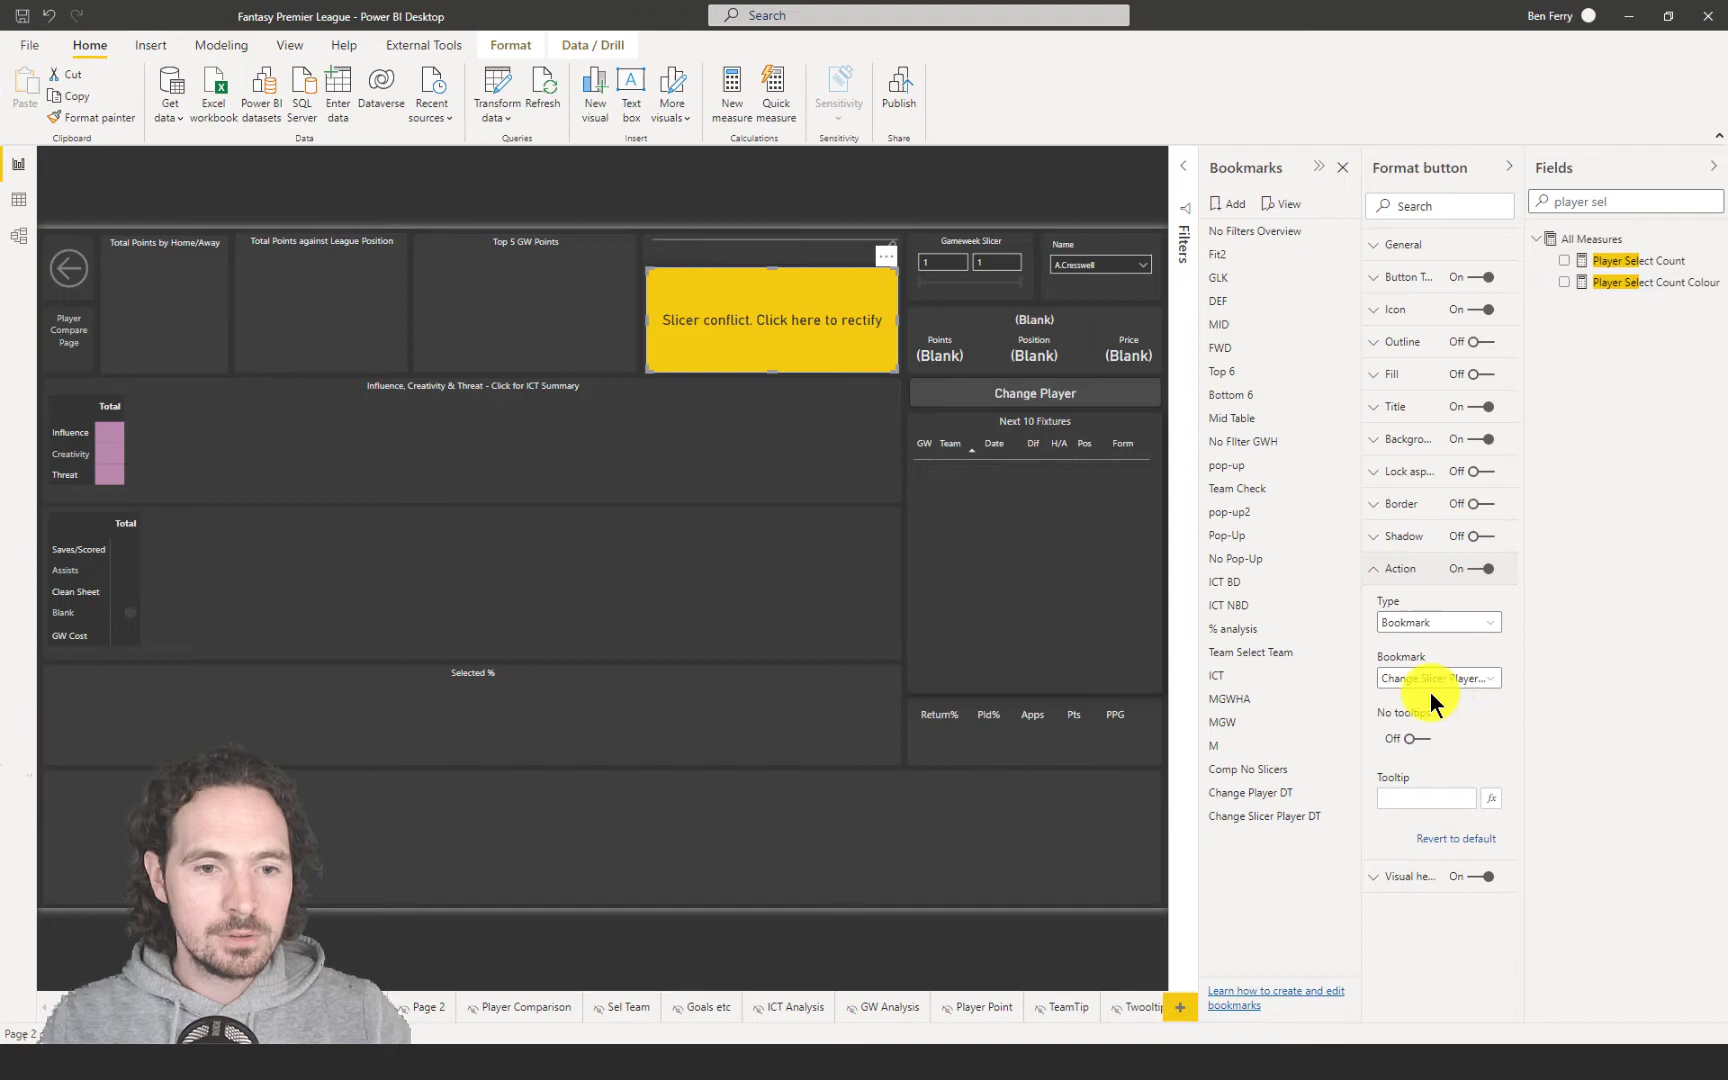 Fantasy Premier League - Power BI Desktop
Search
Ben Ferry
File
Home
Insert
Modeling
View
Help
External Tools
Format
Data / Drill
Paste
Cut
Copy
Format painter
Clipboard
Get
data
Excel
workbook
Power BI
datasets
SQL
Server
Enter
data
Dataverse
Recent
sources
Data
Transform
data
Refresh
Queries
New
visual
Text
box
More
visuals
Insert
New
measure
Quick
measure
Calculations
Sensitivity
Sensitivity
Publish
Share
Total Points by Home/Away
Total Points against League Position
Top 5 GW Points
Gameweek Slicer
1
1
Name
A.Cresswell
Player
Compare
Page
Slicer conflict. Click here to rectify
(Blank)
Points
(Blank)
Position
(Blank)
Price
(Blank)
Influence, Creativity & Threat - Click for ICT Summary
Total
Influence
Creativity
Threat
Change Player
Next 10 Fixtures
GW
Team
Date
Dif
H/A
Pos
Form
Total
Saves/Scored
Assists
Clean Sheet
Blank
GW Cost
Selected %
Return%
Pld%
Apps
Pts
PPG
Filters
Bookmarks
Add
View
No Filters Overview
Fit2
GLK
DEF
MID
FWD
Top 6
Bottom 6
Mid Table
No FIlter GWH
pop-up
Team Check
pop-up2
Pop-Up
No Pop-Up
ICT BD
ICT NBD
% analysis
Team Select Team
ICT
MGWHA
MGW
M
Comp No Slicers
Change Player DT
Change Slicer Player DT
Learn how to create and edit
bookmarks
Format button
Search
General
Button T...
On
Icon
On
Outline
Off
Fill
Off
Title
On
Backgro...
On
Lock asp...
Off
Border
Off
Shadow
Off
Action
On
Type
Bookmark
Bookmark
Change Slicer Player...
No tooltips
Off
Tooltip
fx
Revert to default
Visual he...
On
Fields
player sel
All Measures
Player Select Count
Player Select Count Colour
Page 2
Player Comparison
Sel Team
Goals etc
ICT Analysis
GW Analysis
Player Point
TeamTip
Twooltip
Page 2